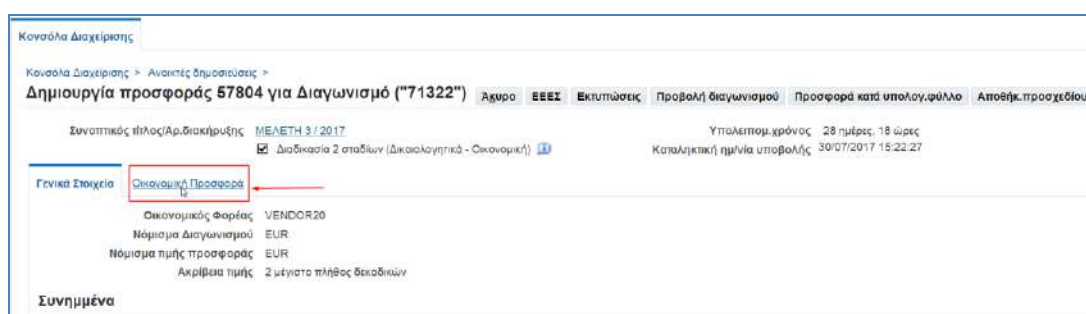 Κονσόλα Διαχείρισης
Κονσόλα Διαχείρισης > Ανοικτές δημοσιεύσεις >
Δημιουργία προσφοράς 57804 για Διαγωνισμό ("71322") Άκυρο ΕΕΕΣ Εκτυπώσεις Προβολή διαγωνισμού Προσφορά κατά υπολογ.φύλλο Αποθήκ.προσχεδίου
Συνοπτικός τίτλος/Αρ.διακήρυξης ΜΕΛΕΤΗ 3 / 2017 Υπολειπομ.χρόνος 28 ημέρες, 18 ώρες
Διαδικασία 2 σταδίων (Δικαιολογητικά - Οικονομική) Καταληκτική ημ/νία υποβολής 30/07/2017 15:22:27
Γενικά Στοιχεία Οικονομική Προσφορά
Οικονομικός Φορέας VENDOR20
Νόμισμα Διαγωνισμού EUR
Νόμισμα τιμής προσφοράς EUR
Ακρίβεια τιμής 2 μέγιστο πλήθος δεκαδικών
Συνημμένα